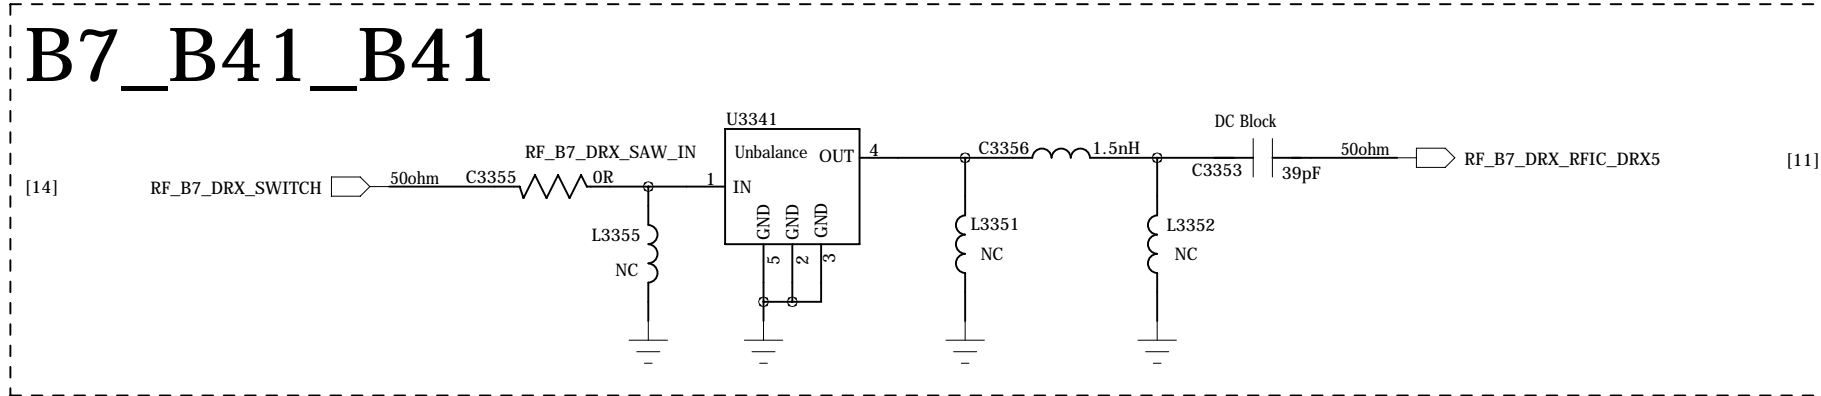 B7_B41_B41
[14]
RF_B7_DRX_SWITCH
50ohm
C3355
0R
RF_B7_DRX_SAW_IN
L3355
NC
U3341
Unbalance
OUT
IN
1
4
GND
GND
GND
5
2
3
C3356
1.5nH
L3351
NC
L3352
NC
DC Block
C3353
39pF
50ohm
RF_B7_DRX_RFIC_DRX5
[11]